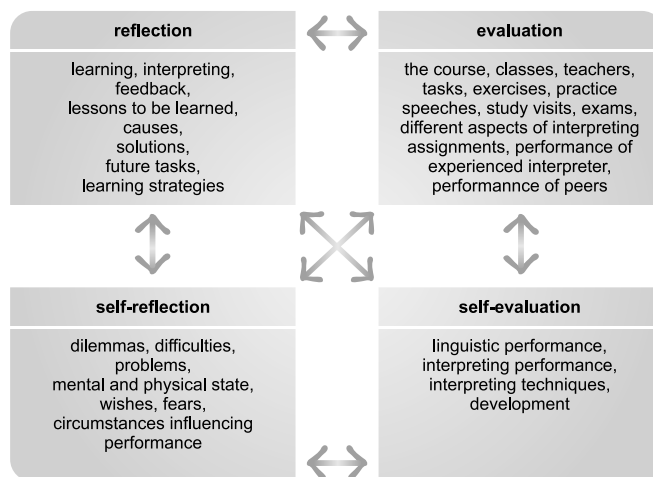 reflection
learning, interpreting,
feedback,
lessons to be learned,
causes,
solutions,
future tasks,
learning strategies
evaluation
the course, classes, teachers,
tasks, exercises, practice
speeches, study visits, exams,
different aspects of interpreting
assignments, performance of
experienced interpreter,
performannce of peers
self-reflection
dilemmas, difficulties,
problems,
mental and physical state,
wishes, fears,
circumstances influencing
performance
self-evaluation
linguistic performance,
interpreting performance,
interpreting techniques,
development